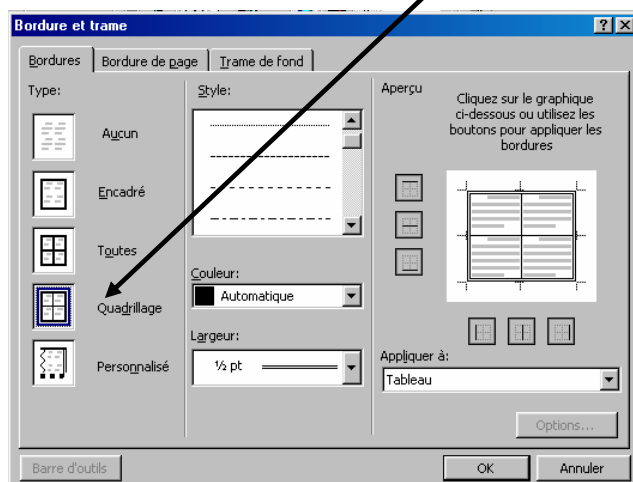 Bordure et trame
Bordures Bordure de page Trame de fond
Type:
Aucun
Encadré
Toutes
Quadrillage
Personnalisé
Style:
Couleur:
Automatique
Largeur:
½ pt
Aperçu
Cliquez sur le graphique
ci-dessous ou utilisez les
boutons pour appliquer les
bordures
Appliquer à:
Tableau
Options...
Barre d'outils
OK
Annuler